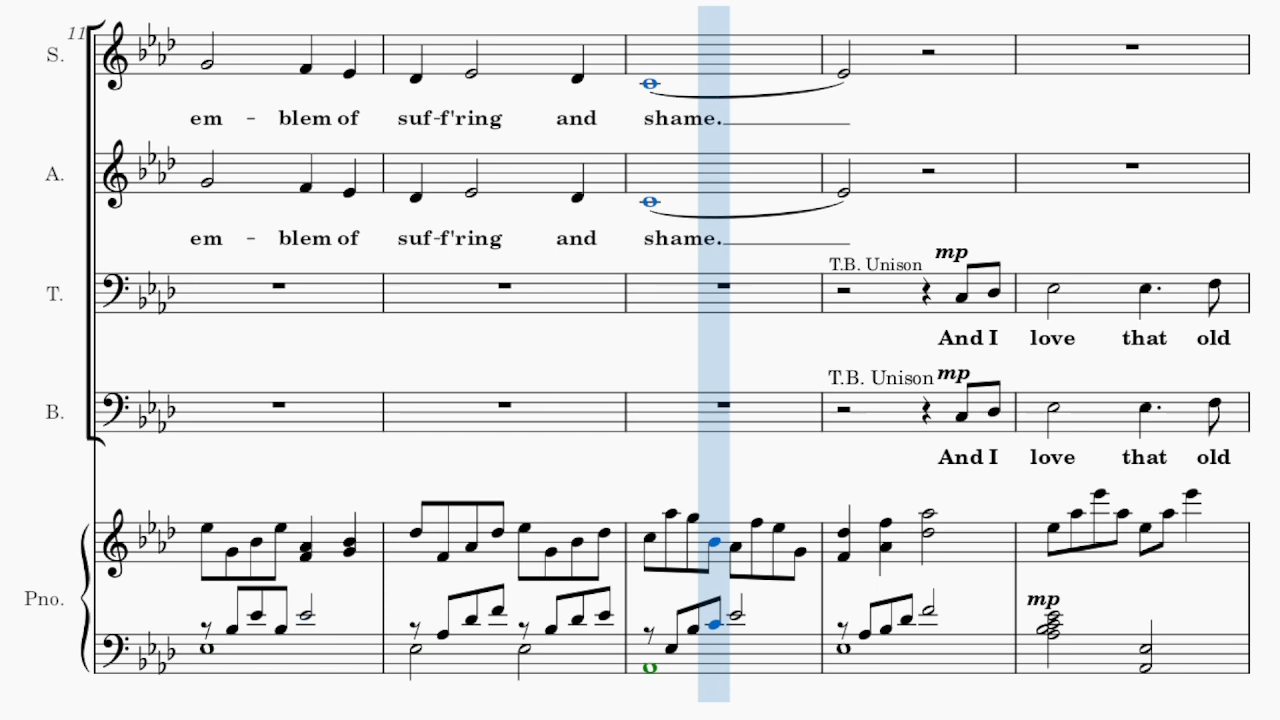 11
S.
em - blem of suf-f'ring and shame.
A.
em - blem of suf-f'ring and shame.
T.B. Unison mp
T.
And I love that old
T.B. Unison mp
B.
And I love that old
Pno.
mp